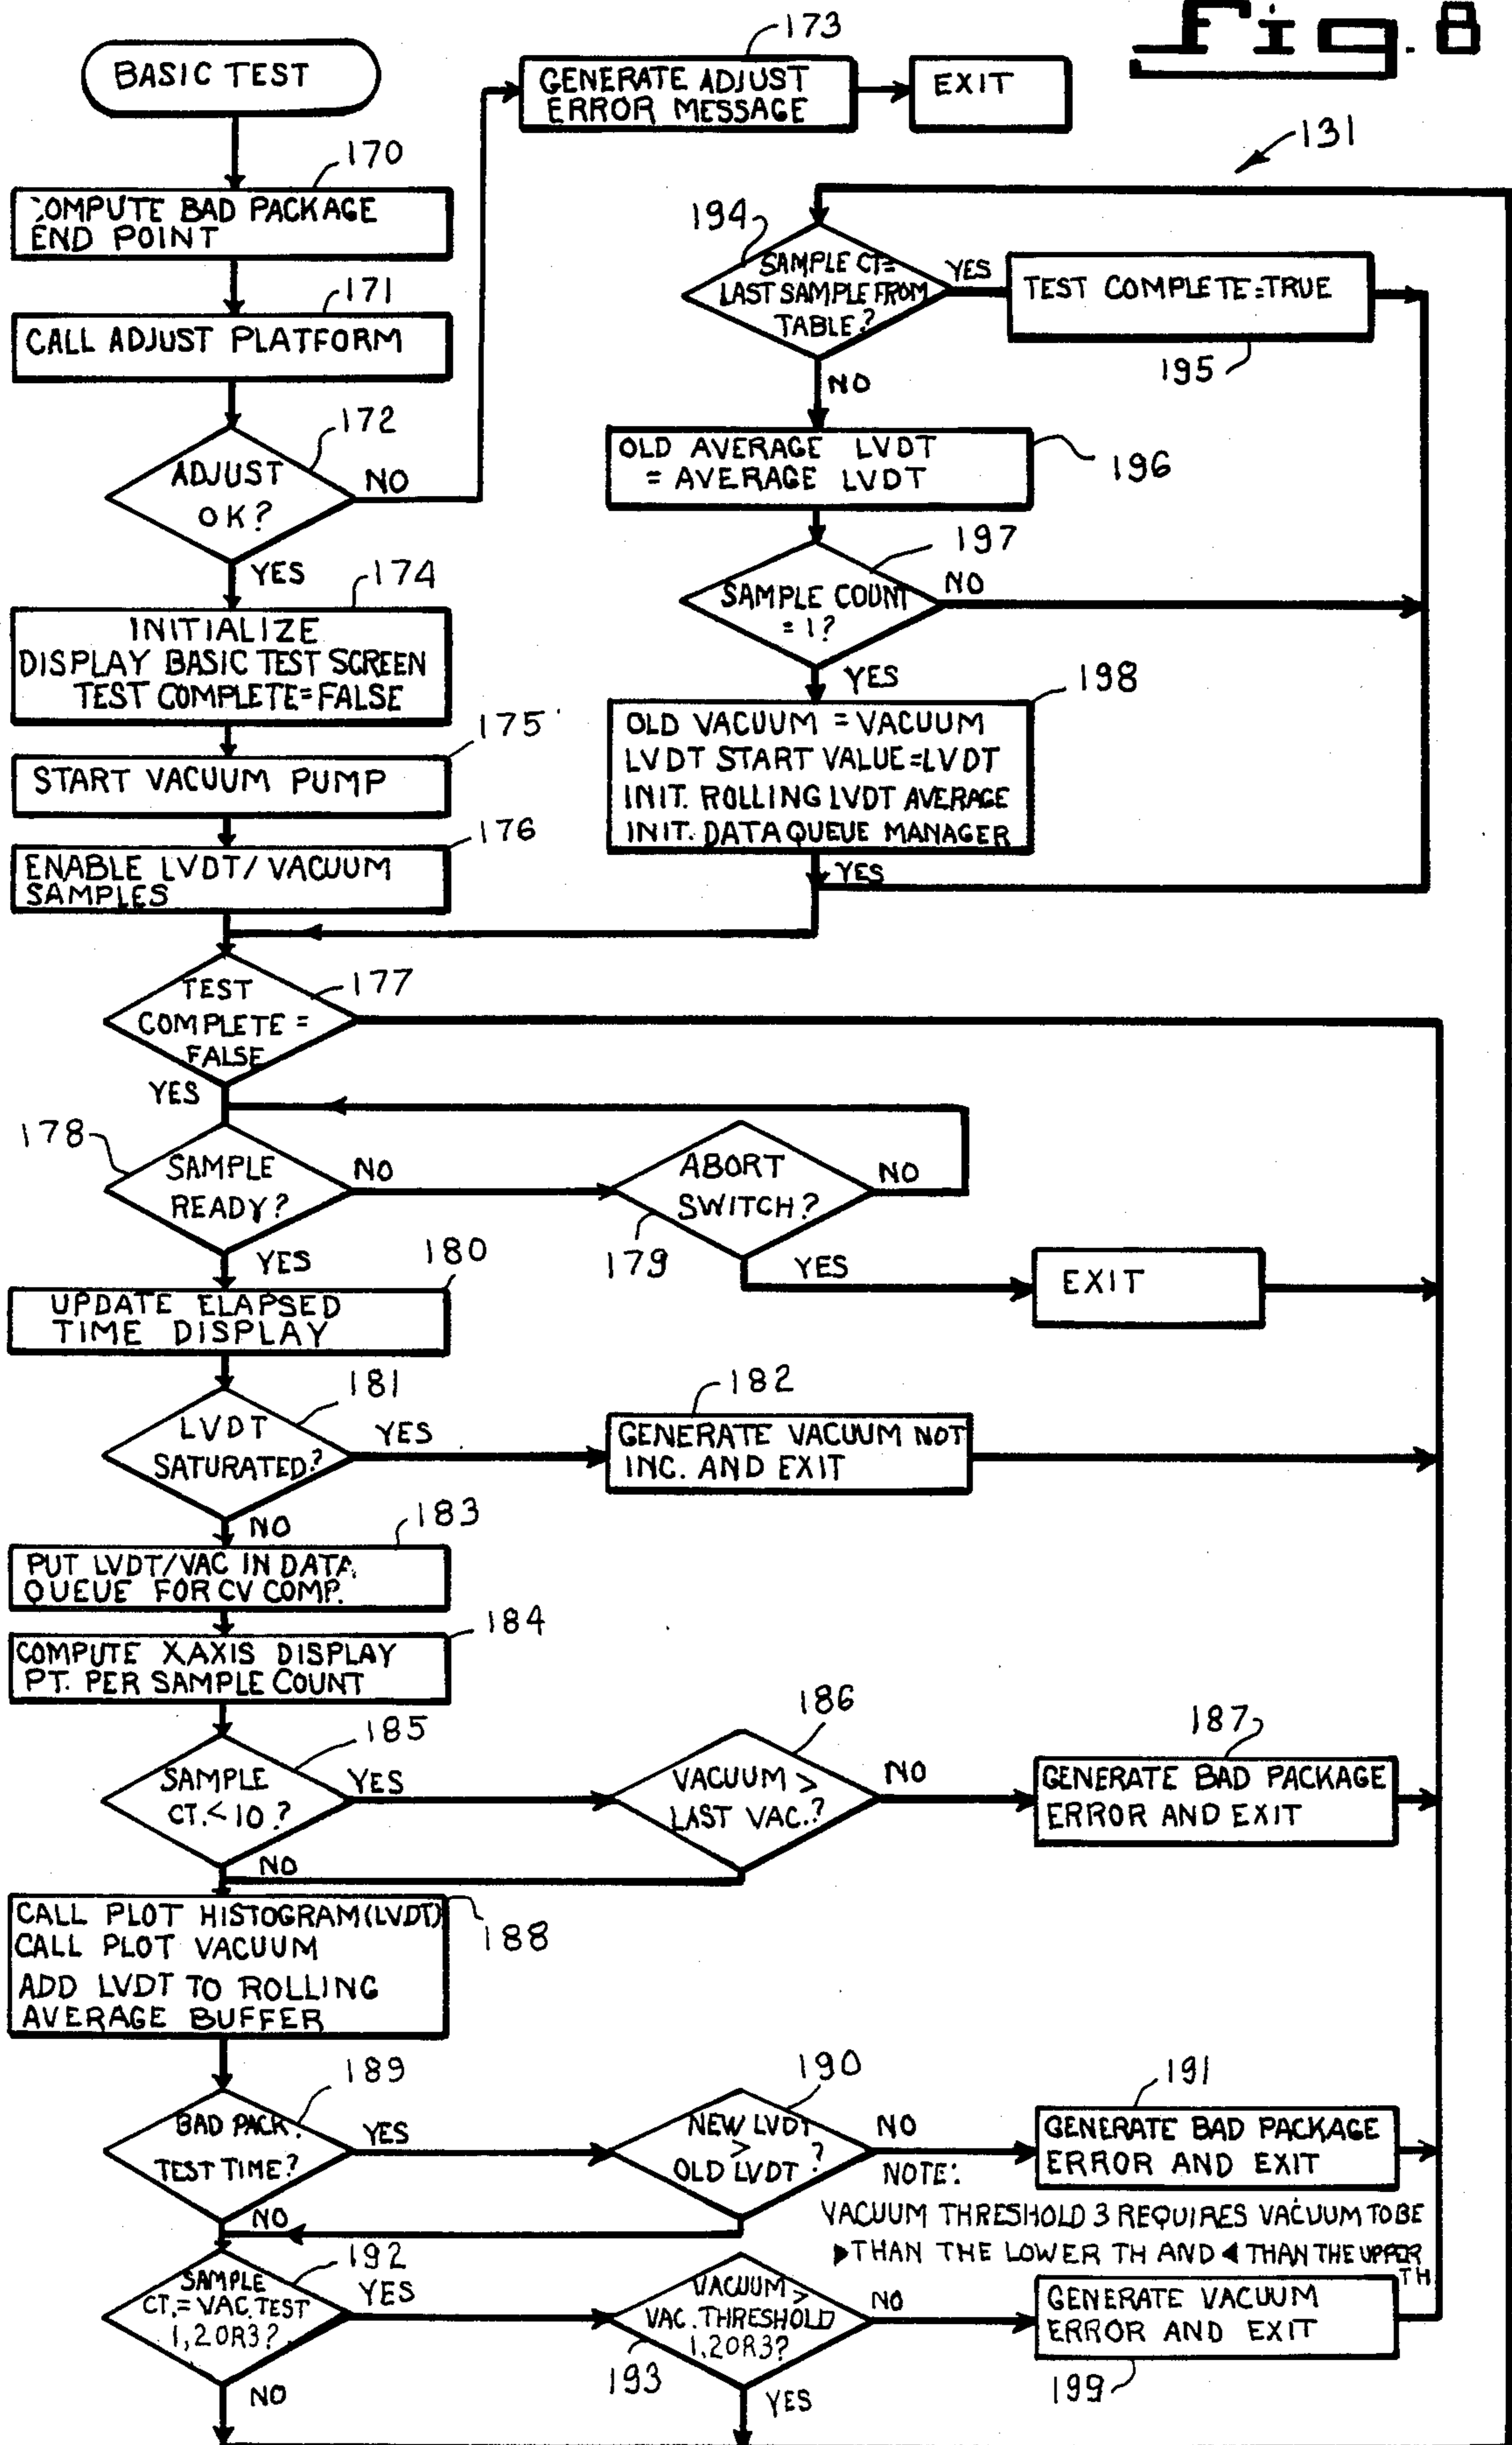 Fig. 8
BASIC TEST
173
GENERATE ADJUST
ERROR MESSAGE
EXIT
131
170
COMPUTE BAD PACKAGE
END POINT
171
CALL ADJUST PLATFORM
172
ADJUST
OK?
NO
YES
174
INITIALIZE
DISPLAY BASIC TEST SCREEN
TEST COMPLETE=FALSE
175
START VACUUM PUMP
176
ENABLE LVDT/VACUUM
SAMPLES
194
SAMPLE CT=
LAST SAMPLE FROM
TABLE?
YES
TEST COMPLETE=TRUE
195
NO
OLD AVERAGE LVDT
= AVERAGE LVDT
196
197
SAMPLE COUNT
= 1?
NO
YES
198
OLD VACUUM = VACUUM
LVDT START VALUE=LVDT
INIT. ROLLING LVDT AVERAGE
INIT. DATA QUEUE MANAGER
YES
177
TEST
COMPLETE =
FALSE
YES
178
SAMPLE
READY?
NO
ABORT
SWITCH?
NO
179
YES
EXIT
YES
180
UPDATE ELAPSED
TIME DISPLAY
181
LVDT
SATURATED?
YES
182
GENERATE VACUUM NOT
INC. AND EXIT
NO
183
PUT LVDT/VAC IN DATA
QUEUE FOR CV COMP.
184
COMPUTE XAXIS DISPLAY
PT. PER SAMPLE COUNT
185
SAMPLE
CT.< 10 ?
YES
186
VACUUM >
LAST VAC.?
NO
187
GENERATE BAD PACKAGE
ERROR AND EXIT
NO
188
CALL PLOT HISTOGRAM(LVDT)
CALL PLOT VACUUM
ADD LVDT TO ROLLING
AVERAGE BUFFER
189
BAD PACK.
TEST TIME?
YES
190
NEW LVDT
>
OLD LVDT ?
NO
191
GENERATE BAD PACKAGE
ERROR AND EXIT
NOTE:
VACUUM THRESHOLD 3 REQUIRES VACUUM TO BE
> THAN THE LOWER TH AND < THAN THE UPPER
TH
NO
192
SAMPLE
CT.= VAC. TEST
1,2 OR 3?
YES
VACUUM >
VAC. THRESHOLD
1,2 OR 3?
193
NO
GENERATE VACUUM
ERROR AND EXIT
199
NO
YES